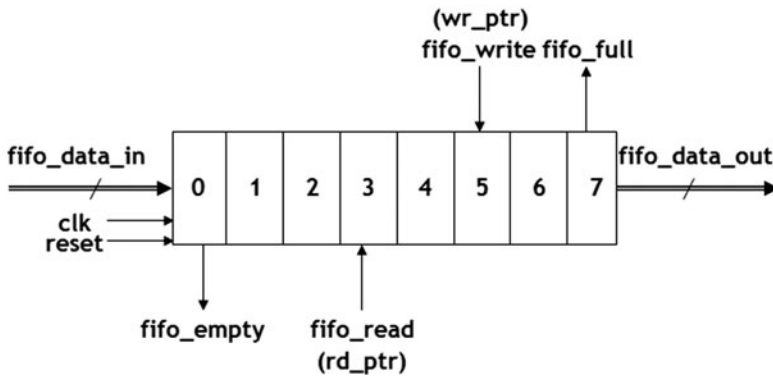 (wr_ptr)
fifo_write fifo_full
fifo_data_in
fifo_data_out
0 1 2 3 4 5 6 7
clk
reset
fifo_empty
fifo_read
(rd_ptr)